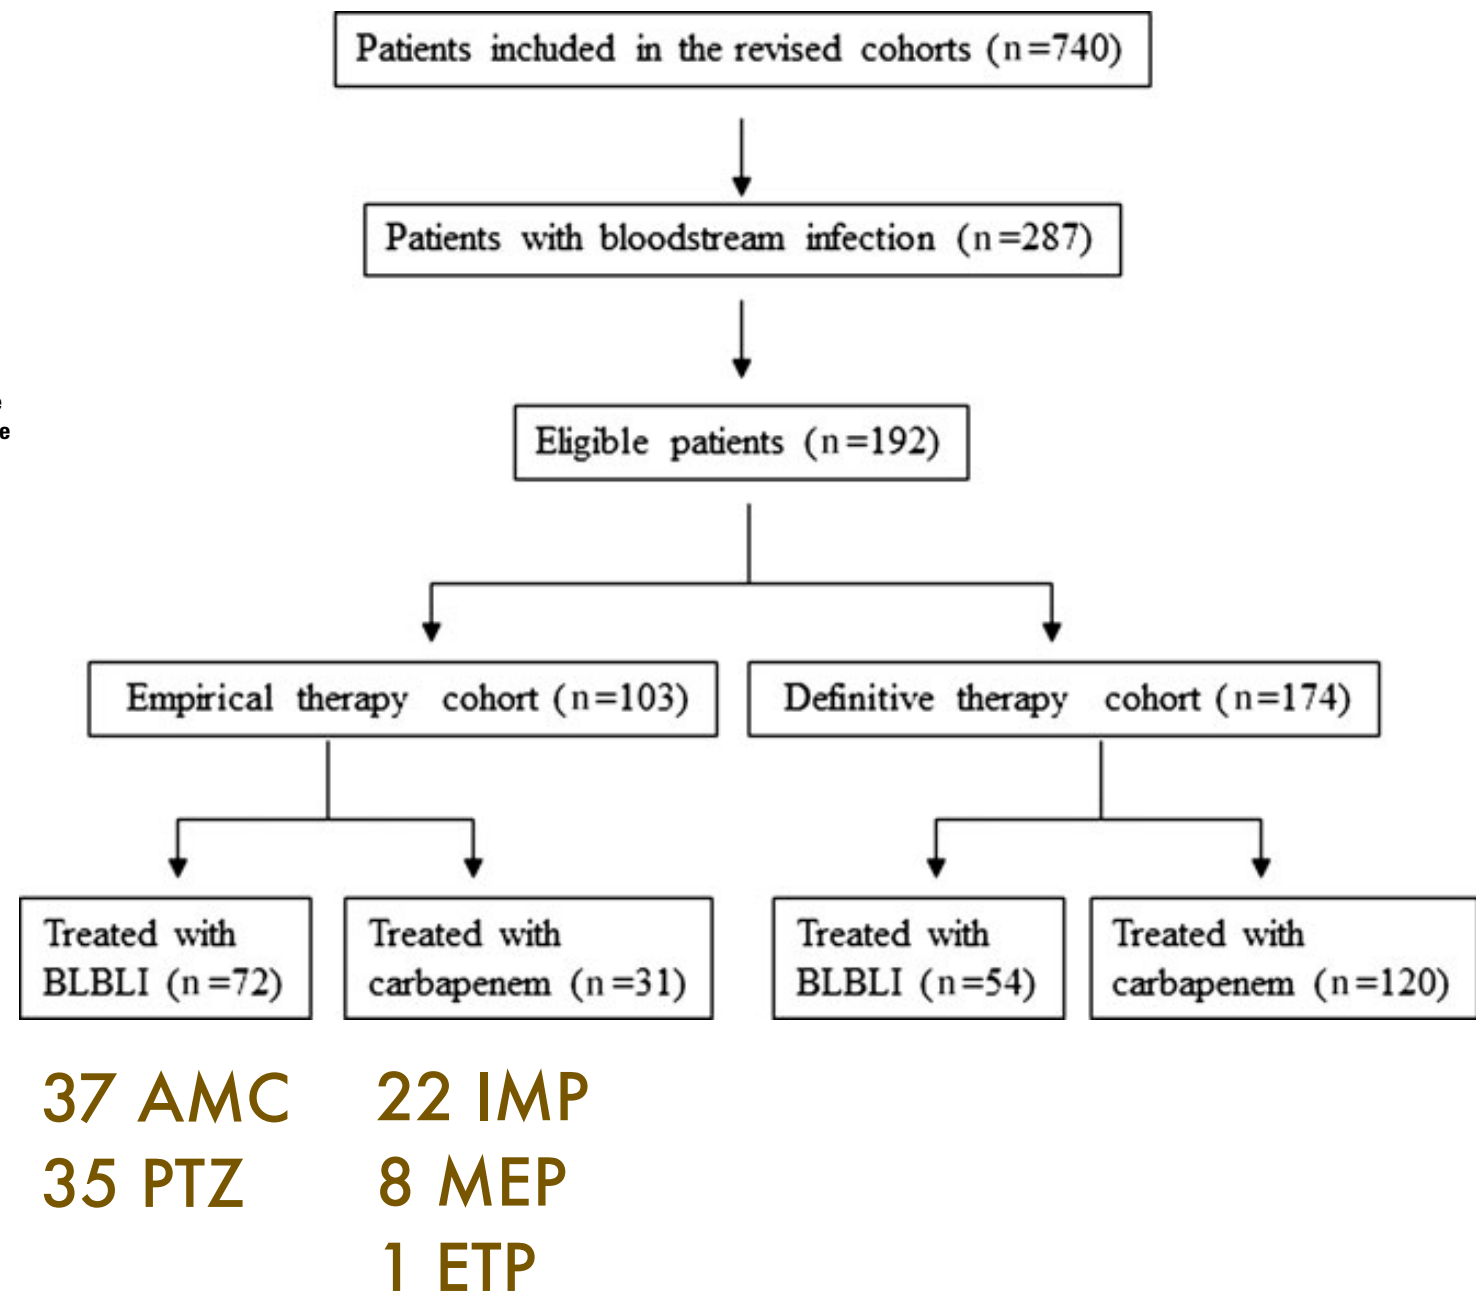 Patients included in the revised cohorts (n=740)
Patients with bloodstream infection (n=287)
Eligible patients (n=192)
Empirical therapy cohort (n=103)
Definitive therapy cohort (n=174)
Treated with
BLBLI (n=72)
Treated with
carbapenem (n=31)
Treated with
BLBLI (n=54)
Treated with
carbapenem (n=120)
37 AMC
35 PTZ
22 IMP
8 MEP
1 ETP